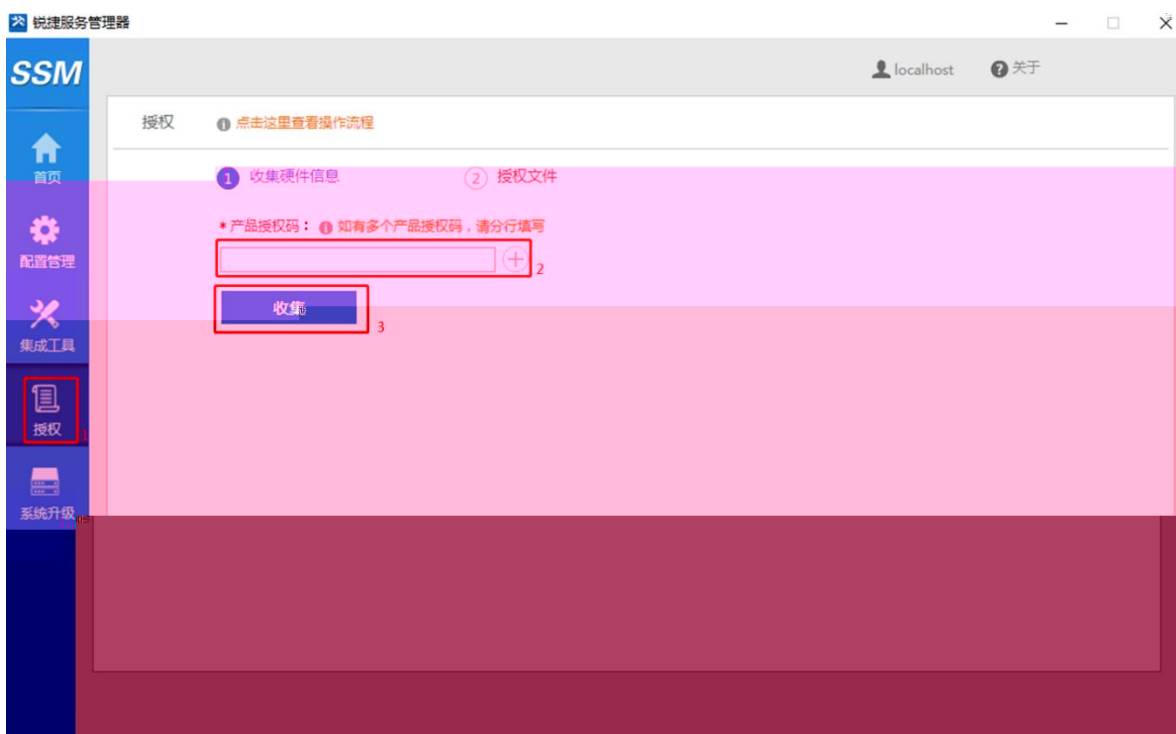 锐捷服务管理器
SSM
localhost
关于
首页
配置管理
集成工具
授权
1
系统升级
授权
点击这里查看操作流程
1 收集硬件信息
2 授权文件
*产品授权码: 如有多个产品授权码,请分行填写
2
收集
3